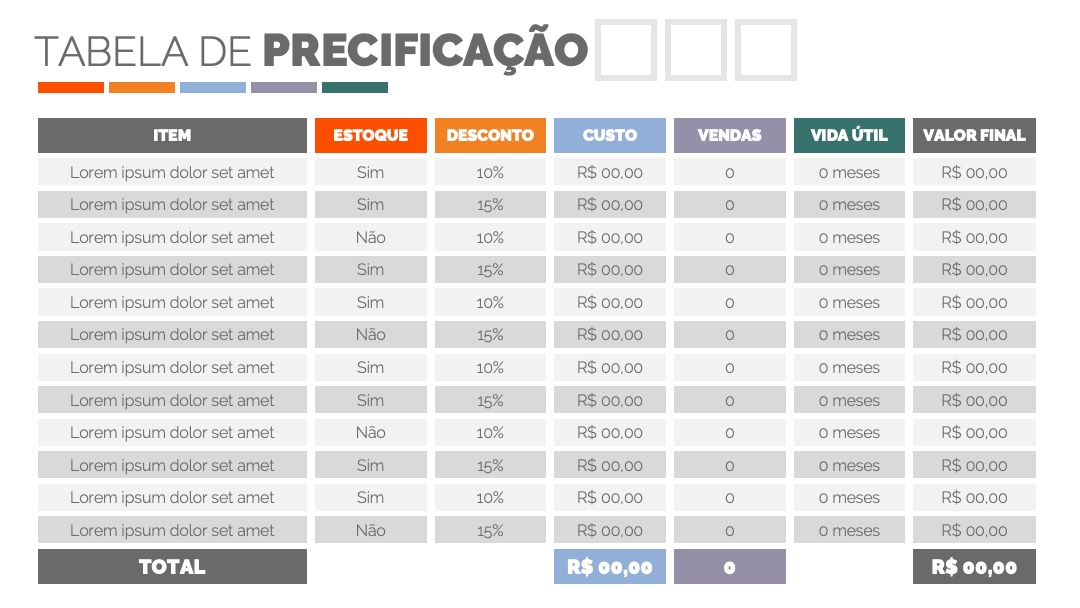 TABELA DE PRECIFICAÇÃO
ITEM ESTOQUE DESCONTO CUSTO VENDAS VIDA ÚTIL VALOR FINAL
Lorem ipsum dolor set amet Sim 10% R$ 00,00 0 0 meses R$ 00,00
Lorem ipsum dolor set amet Sim 15% R$ 00,00 0 0 meses R$ 00,00
Lorem ipsum dolor set amet Não 10% R$ 00,00 0 0 meses R$ 00,00
Lorem ipsum dolor set amet Sim 15% R$ 00,00 0 0 meses R$ 00,00
Lorem ipsum dolor set amet Sim 10% R$ 00,00 0 0 meses R$ 00,00
Lorem ipsum dolor set amet Não 15% R$ 00,00 0 0 meses R$ 00,00
Lorem ipsum dolor set amet Sim 10% R$ 00,00 0 0 meses R$ 00,00
Lorem ipsum dolor set amet Sim 15% R$ 00,00 0 0 meses R$ 00,00
Lorem ipsum dolor set amet Não 10% R$ 00,00 0 0 meses R$ 00,00
Lorem ipsum dolor set amet Sim 15% R$ 00,00 0 0 meses R$ 00,00
Lorem ipsum dolor set amet Sim 10% R$ 00,00 0 0 meses R$ 00,00
Lorem ipsum dolor set amet Não 15% R$ 00,00 0 0 meses R$ 00,00
TOTAL R$ 00,00 0 R$ 00,00